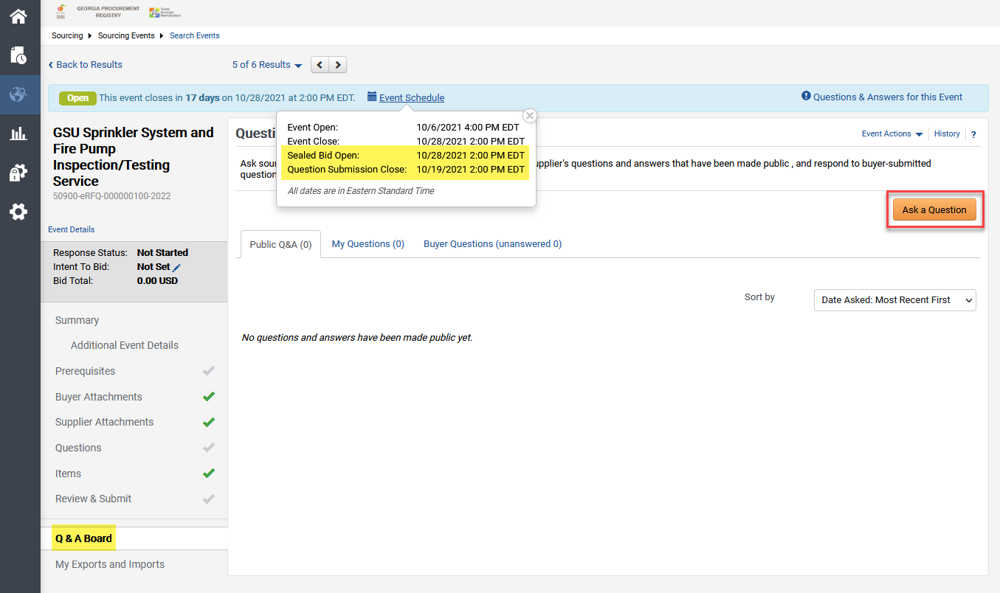 GEORGIA PROCUREMENT
REGISTRY
Georgia
DOAS
Team
Georgia
Marketplace
Sourcing Sourcing Events Search Events
Back to Results
5 of 6 Results
Open This event closes in 17 days on 10/28/2021 at 2:00 PM EDT. Event Schedule
Questions & Answers for this Event
GSU Sprinkler System and
Fire Pump
Inspection/Testing
Service
50900-eRFQ-000000100-2022
Event Details
Response Status: Not Started
Intent To Bid: Not Set
Bid Total: 0.00 USD
Summary
Additional Event Details
Prerequisites
Buyer Attachments
Supplier Attachments
Questions
Items
Review & Submit
Q & A Board
My Exports and Imports
Event Open: 10/6/2021 4:00 PM EDT
Event Close: 10/28/2021 2:00 PM EDT
Sealed Bid Open: 10/28/2021 2:00 PM EDT
Question Submission Close: 10/19/2021 2:00 PM EDT
All dates are in Eastern Standard Time
Questi
Event Actions History ?
Ask sour
upplier's questions and answers that have been made public , and respond to buyer-submitted
question
Ask a Question
Public Q&A (0) My Questions (0) Buyer Questions (unanswered 0)
Sort by Date Asked: Most Recent First
No questions and answers have been made public yet.